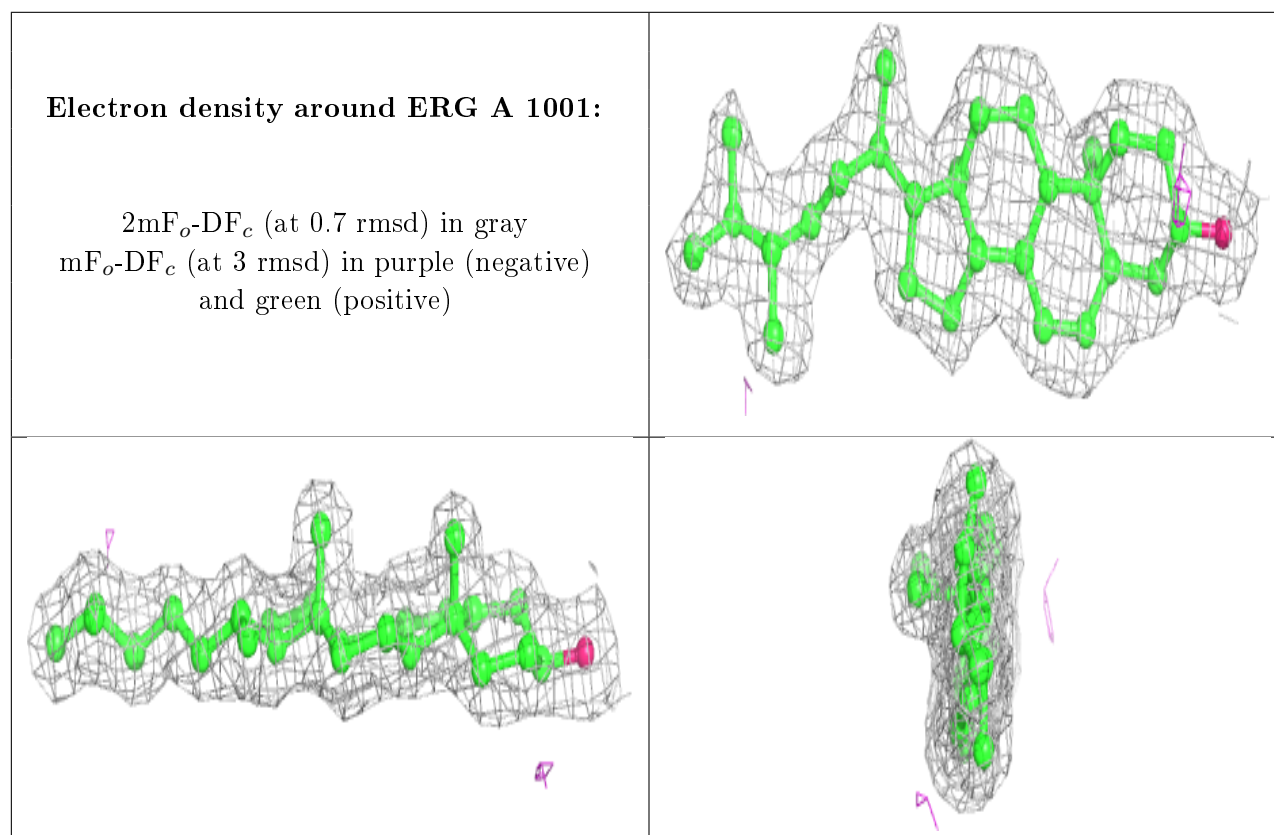 Electron density around ERG A 1001:
2mFₒ-DF𝒸 (at 0.7 rmsd) in gray
mFₒ-DF𝒸 (at 3 rmsd) in purple (negative)
and green (positive)